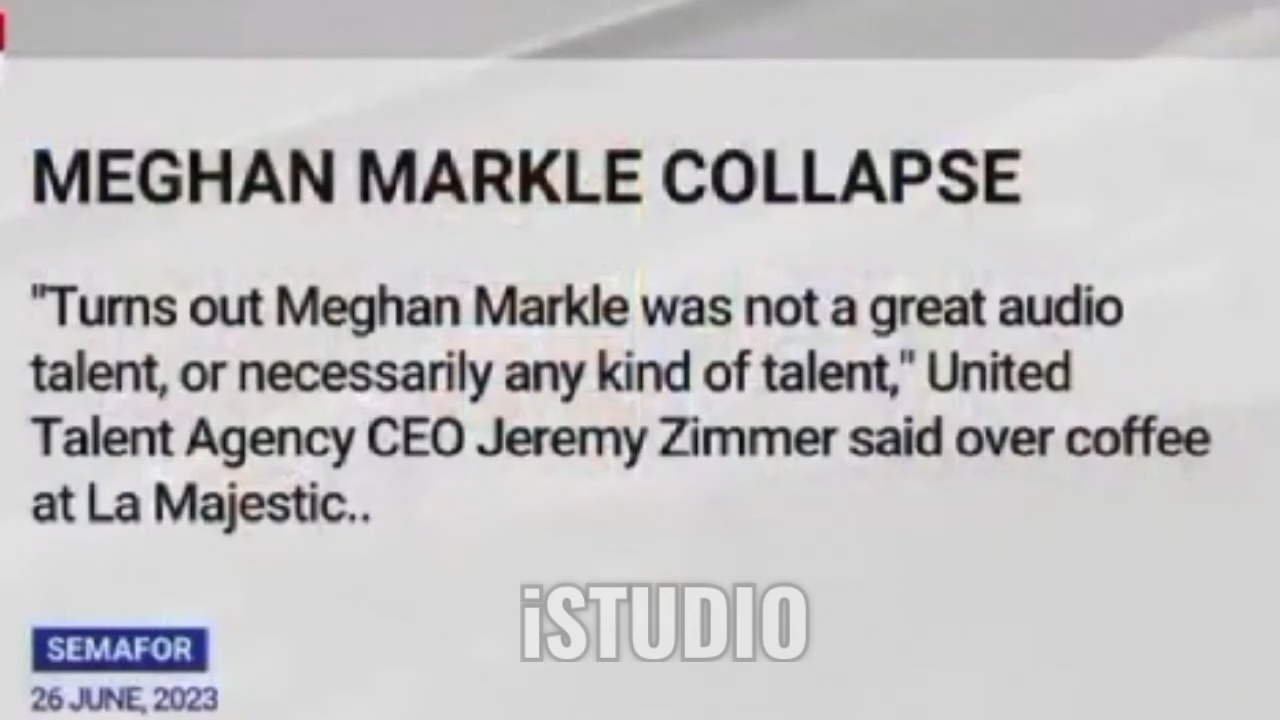 MEGHAN MARKLE COLLAPSE
"Turns out Meghan Markle was not a great audio
talent, or necessarily any kind of talent," United
Talent Agency CEO Jeremy Zimmer said over coffee
at La Majestic..
iSTUDIO
SEMAFOR
26 JUNE, 2023